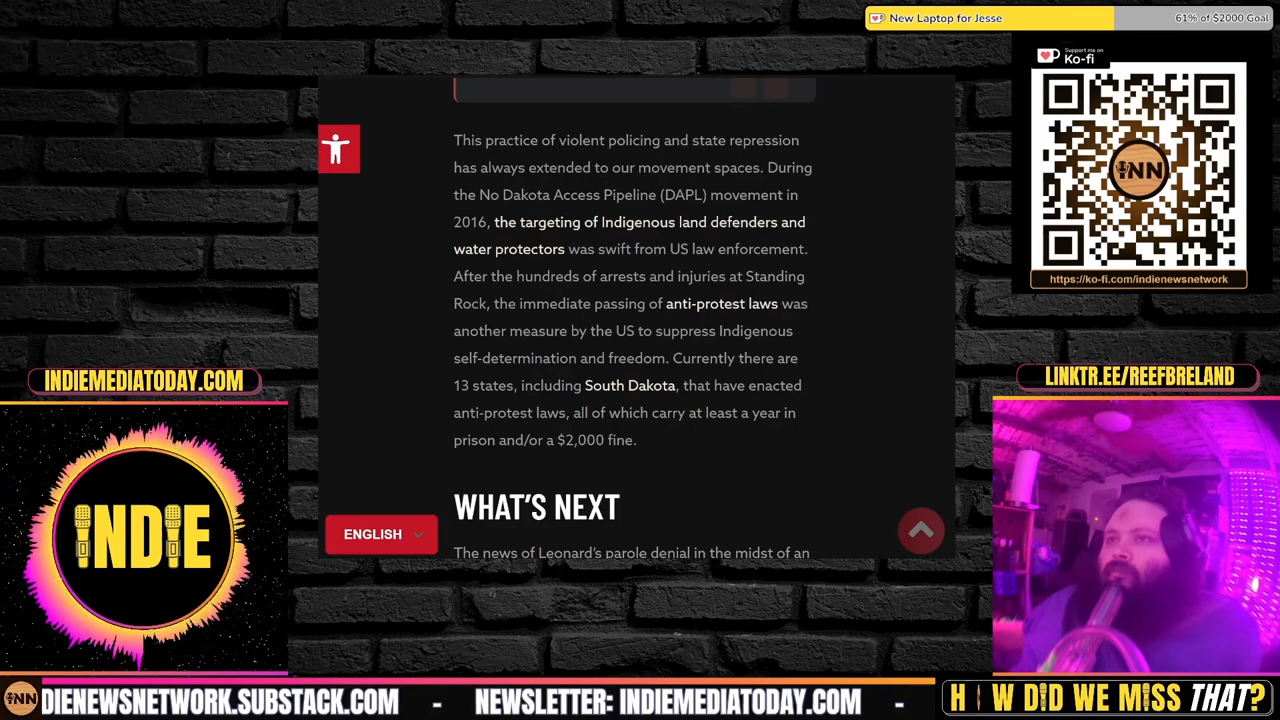 New Laptop for Jesse
61% of $2000 Goal
Support me on
Ko-fi
iNN
https://ko-fi.com/indienewsnetwork
This practice of violent policing and state repression
has always extended to our movement spaces. During
the No Dakota Access Pipeline (DAPL) movement in
2016, the targeting of Indigenous land defenders and
water protectors was swift from US law enforcement.
After the hundreds of arrests and injuries at Standing
Rock, the immediate passing of anti-protest laws was
another measure by the US to suppress Indigenous
self-determination and freedom. Currently there are
13 states, including South Dakota, that have enacted
anti-protest laws, all of which carry at least a year in
prison and/or a $2,000 fine.
WHAT'S NEXT
The news of Leonard's parole denial in the midst of an
ENGLISH
INDIEMEDIATODAY.COM
INDIE
LINKTR.EE/REEFBRELAND
iNN
DIENEWSNETWORK.SUBSTACK.COM - NEWSLETTER: INDIEMEDIATODAY.COM -
HOW DID WE MISS THAT?